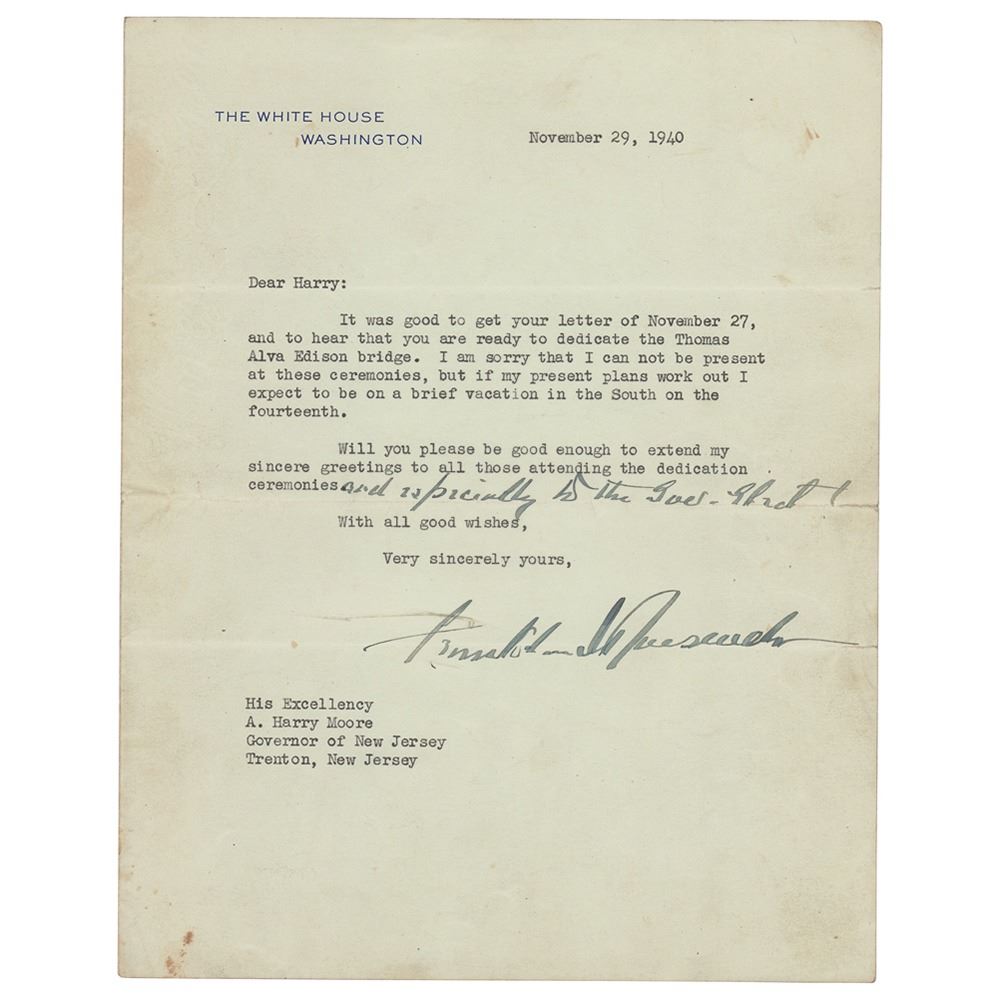 THE WHITE HOUSE
WASHINGTON
November 29, 1940
Dear Harry:
It was good to get your letter of November 27,
and to hear that you are ready to dedicate the Thomas
Alva Edison bridge. I am sorry that I can not be present
at these ceremonies, but if my present plans work out I
expect to be on a brief vacation in the South on the
fourteenth.
Will you please be good enough to extend my
sincere greetings to all those attending the dedication
ceremonies and especially to the Gov-Elect!
With all good wishes,
Very sincerely yours,
Franklin D Roosevelt
His Excellency
A. Harry Moore
Governor of New Jersey
Trenton, New Jersey